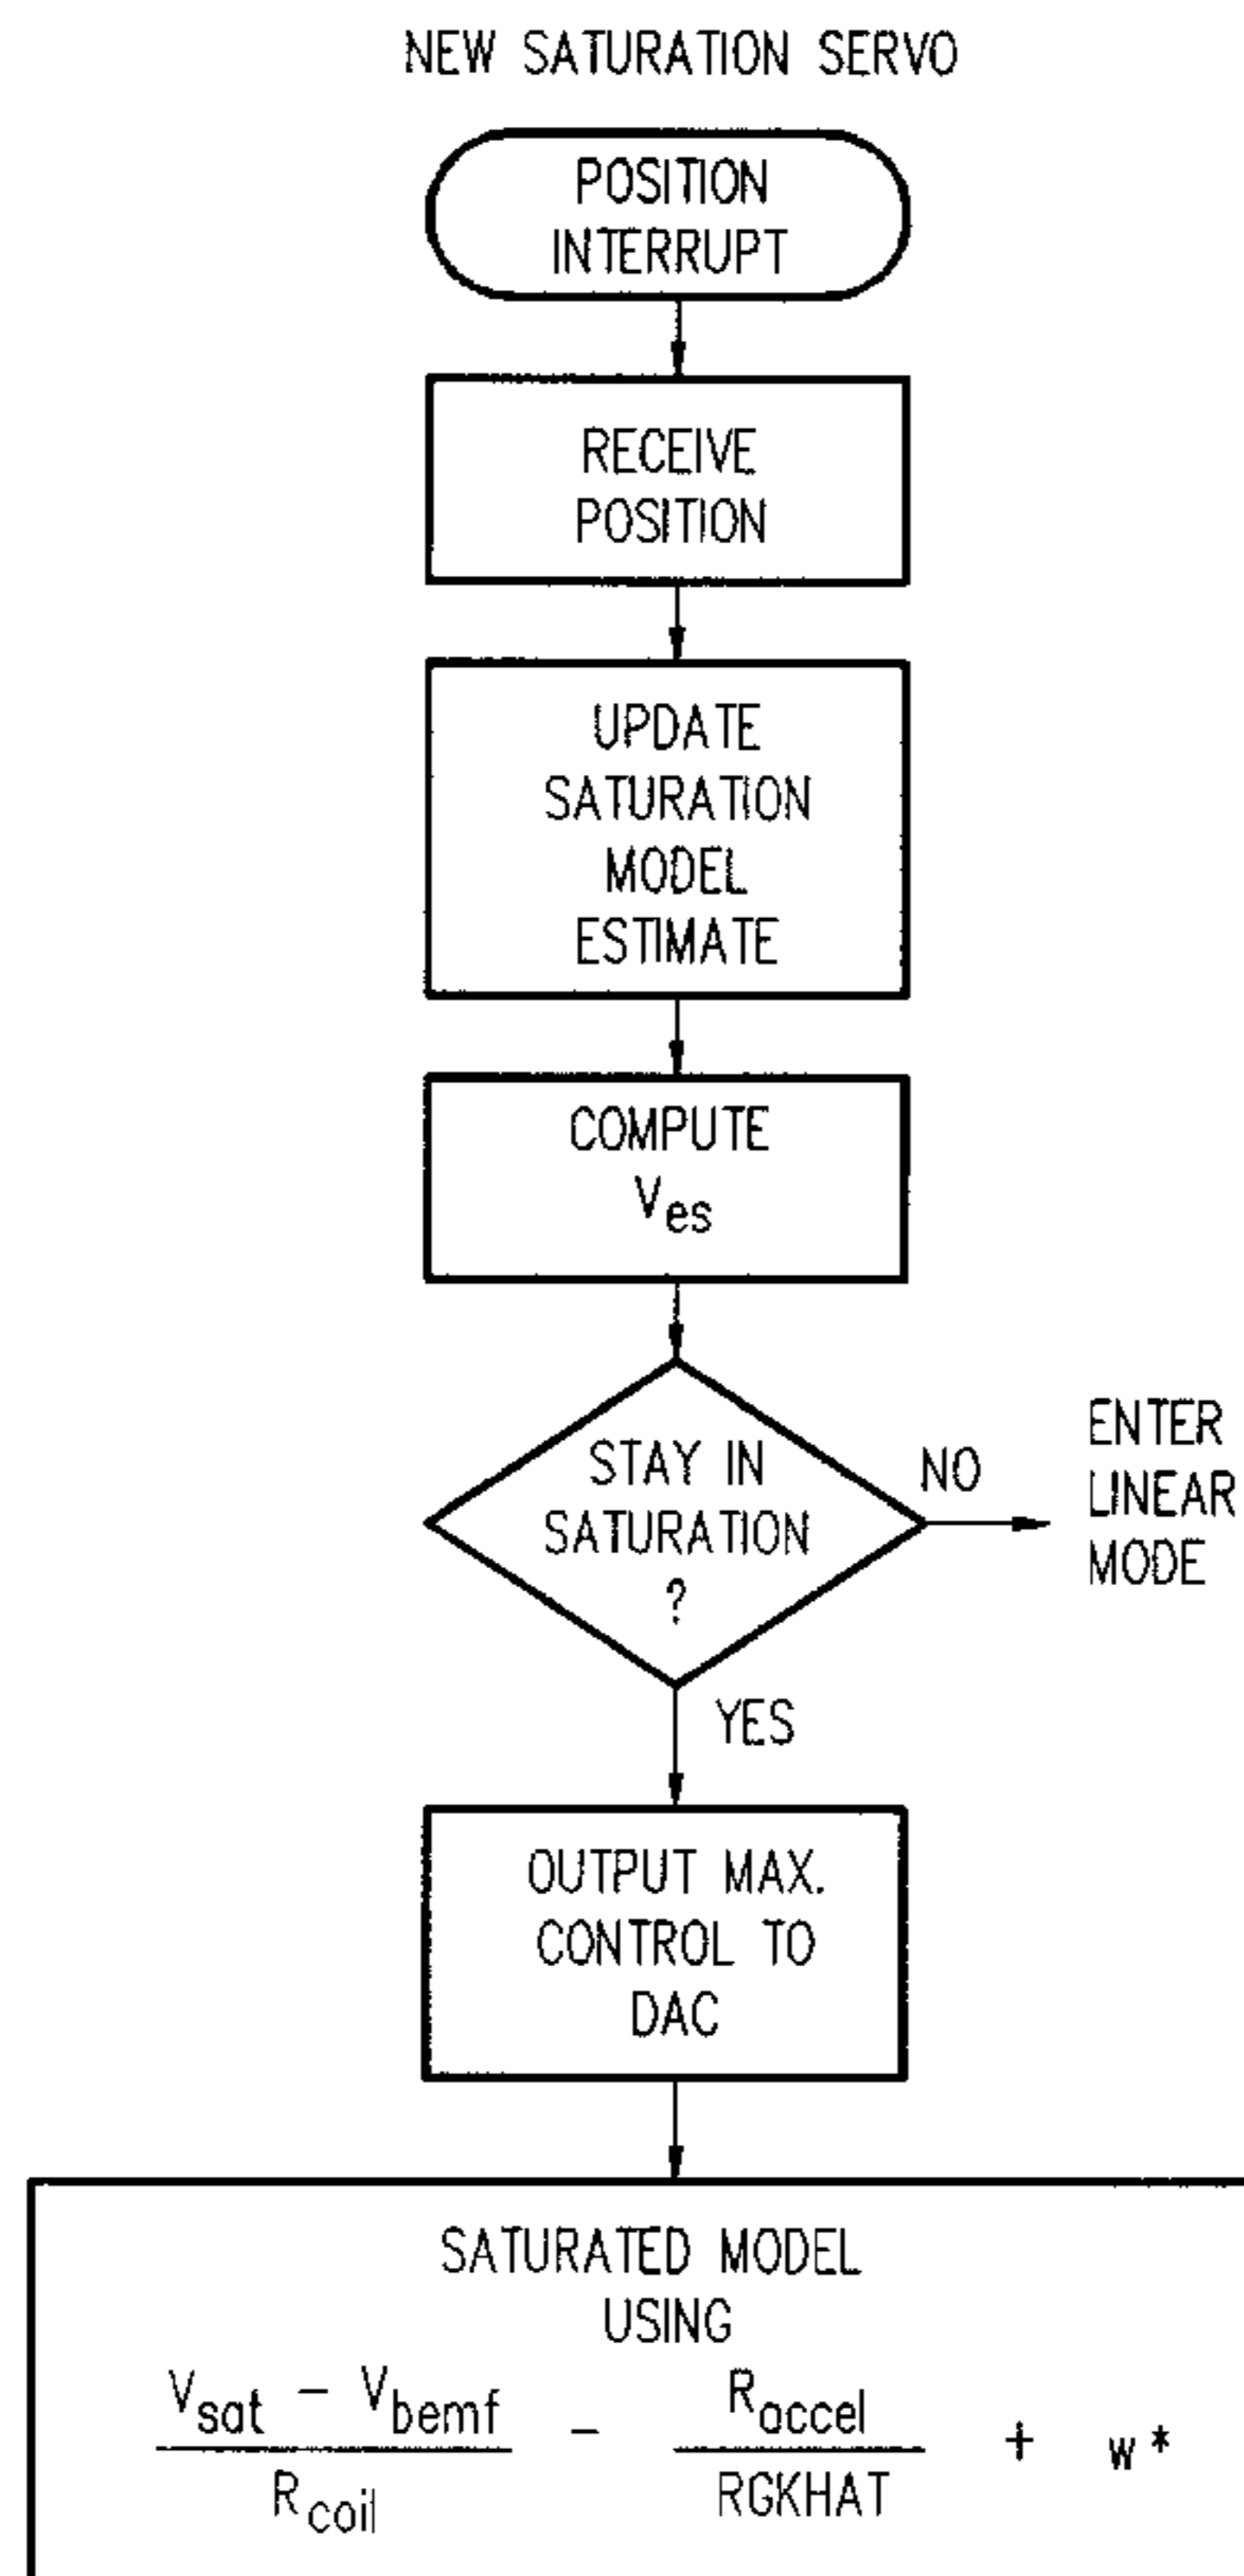 NEW SATURATION SERVO
POSITION
INTERRUPT
RECEIVE
POSITION
UPDATE
SATURATION
MODEL
ESTIMATE
COMPUTE
Ves
STAY IN
SATURATION
?
NO
ENTER
LINEAR
MODE
YES
OUTPUT MAX.
CONTROL TO
DAC
SATURATED MODEL
USING
Vsat - Vbemf
Rcoil
-
Raccel
RGKHAT
+ w*